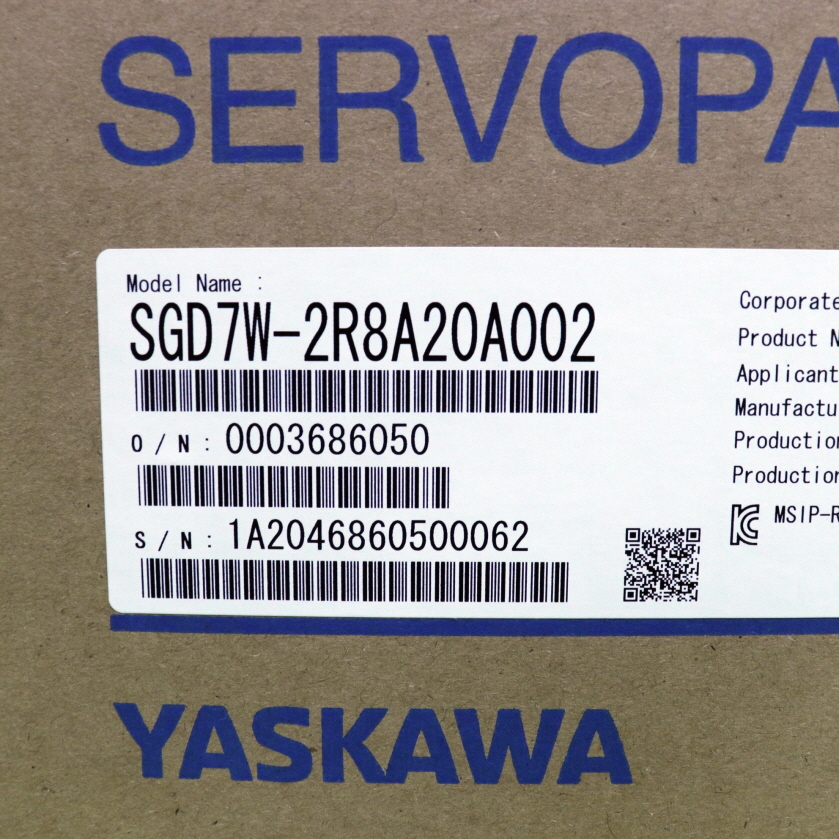 SERVOPA
Model Name :
SGD7W-2R8A20A002
O / N : 0003686050
S / N : 1A2046860500062
Corporate
Product N
Applicant
Manufactu
Production
Production
MSIP-R
YASKAWA